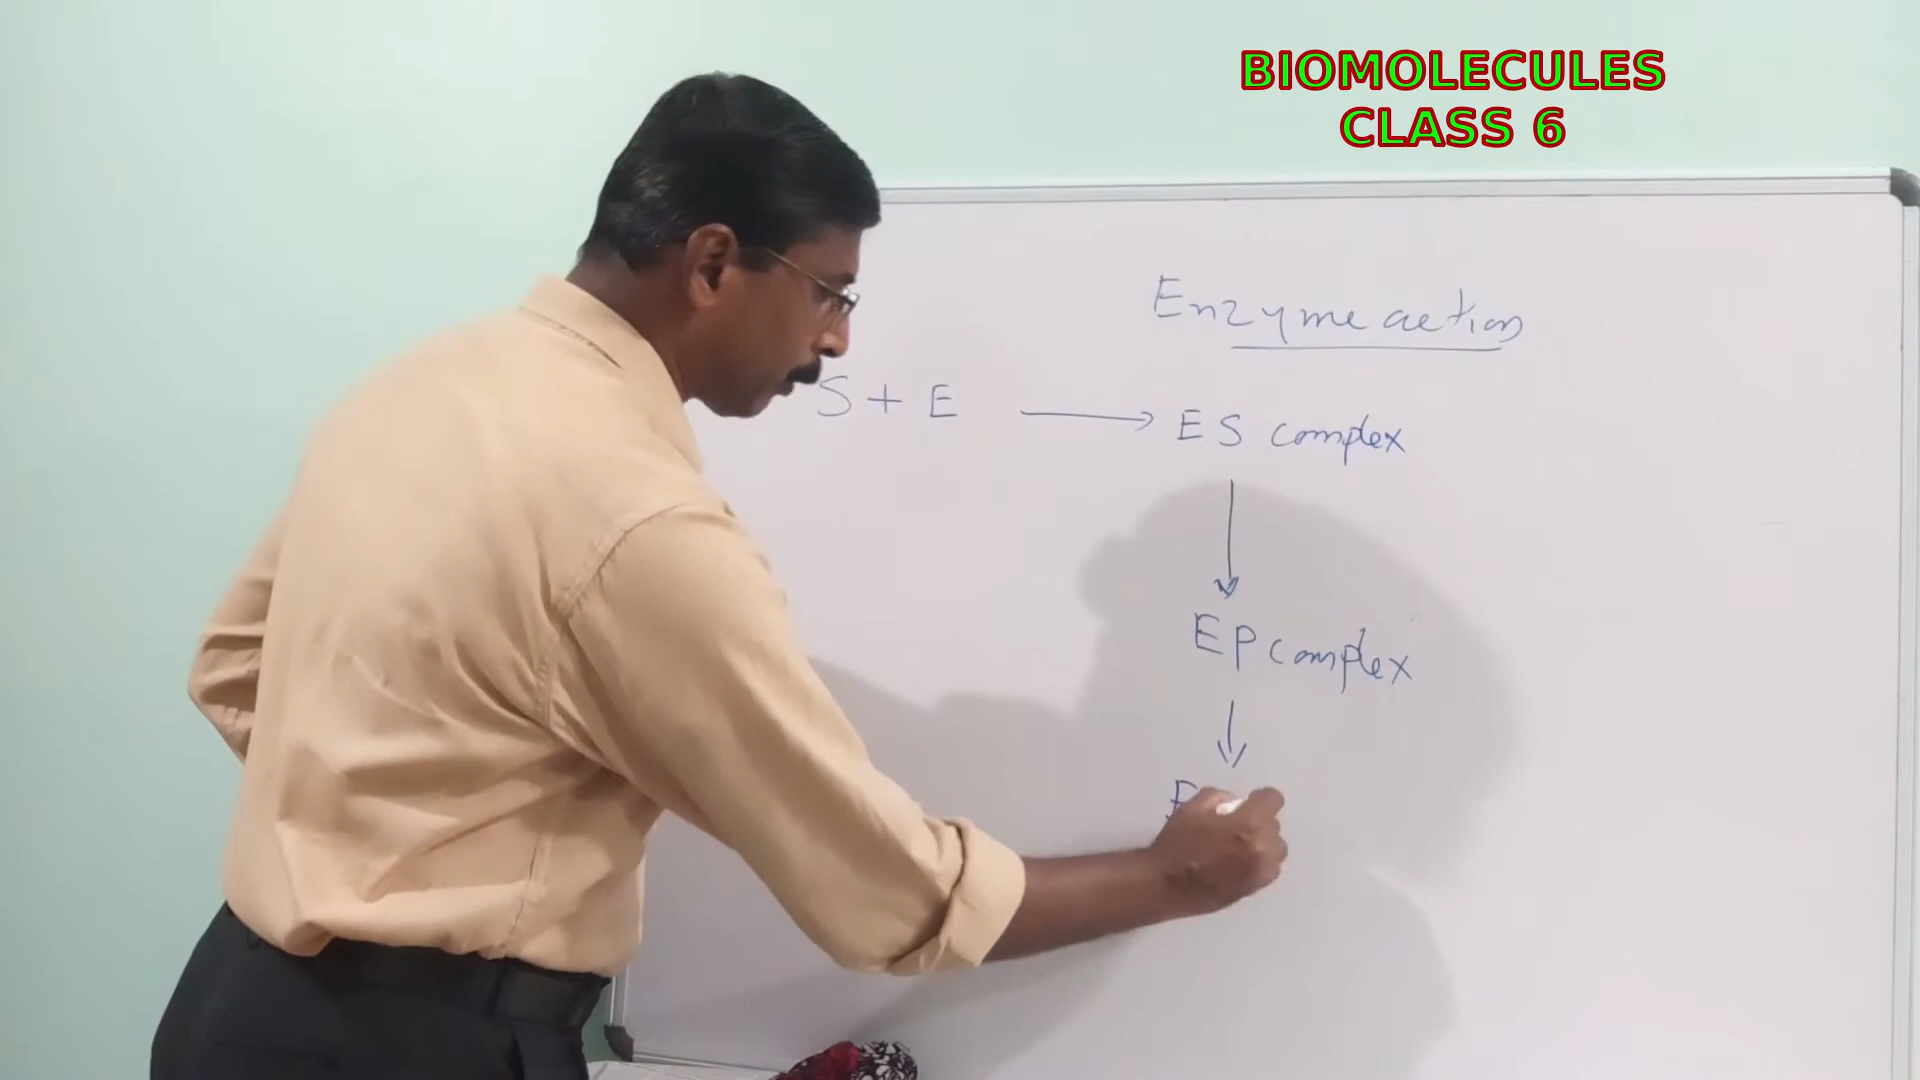 BIOMOLECULES
CLASS 6
Enzyme action
S + E → ES complex
↓
EP complex
↓
E